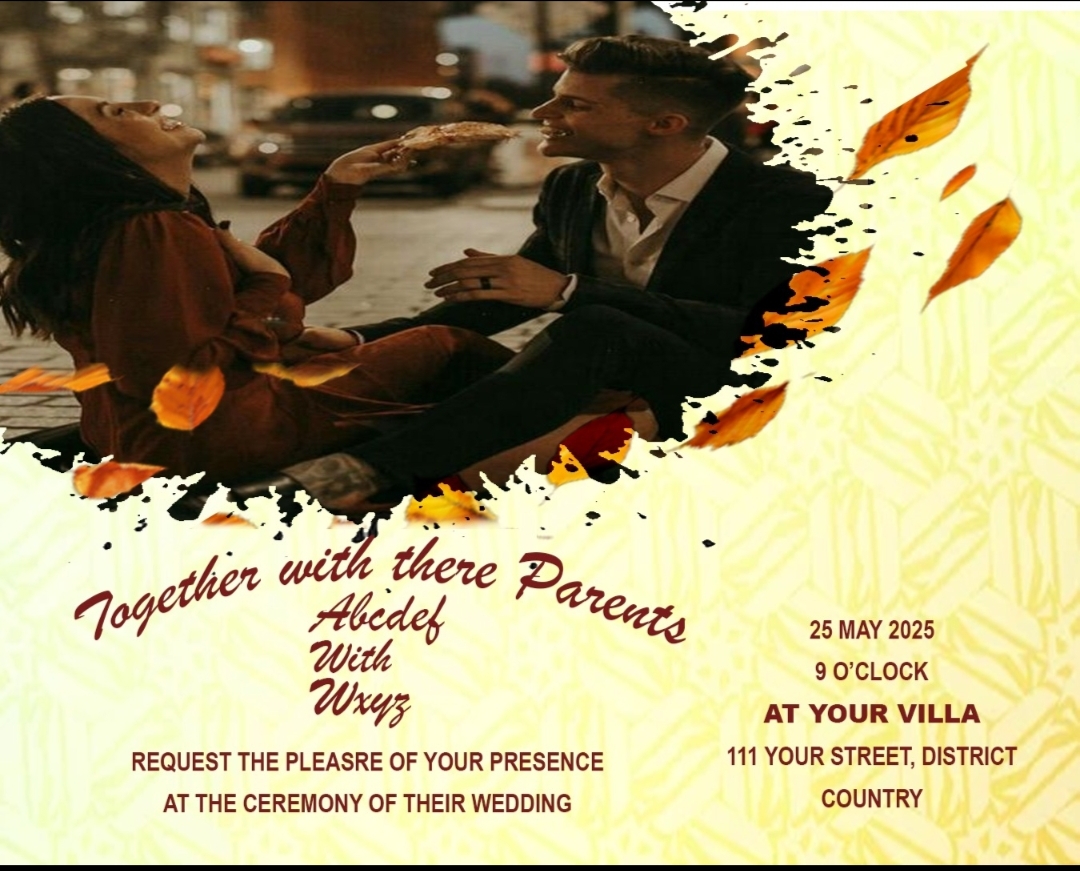 Together with there Parents
Abcdef
With
Wxyz
REQUEST THE PLEASRE OF YOUR PRESENCE
AT THE CEREMONY OF THEIR WEDDING
25 MAY 2025
9 O’CLOCK
AT YOUR VILLA
111 YOUR STREET, DISTRICT
COUNTRY